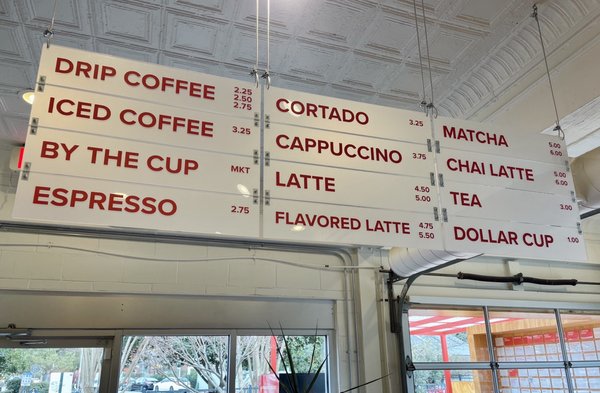 DRIP COFFEE 2.25 2.50 2.75
ICED COFFEE 3.25
BY THE CUP MKT
ESPRESSO 2.75
CORTADO 3.25
CAPPUCCINO 3.75
LATTE 4.50 5.00
FLAVORED LATTE 4.75 5.50
MATCHA 5.00 6.00
CHAI LATTE 5.00 6.00
TEA 3.00
DOLLAR CUP 1.00